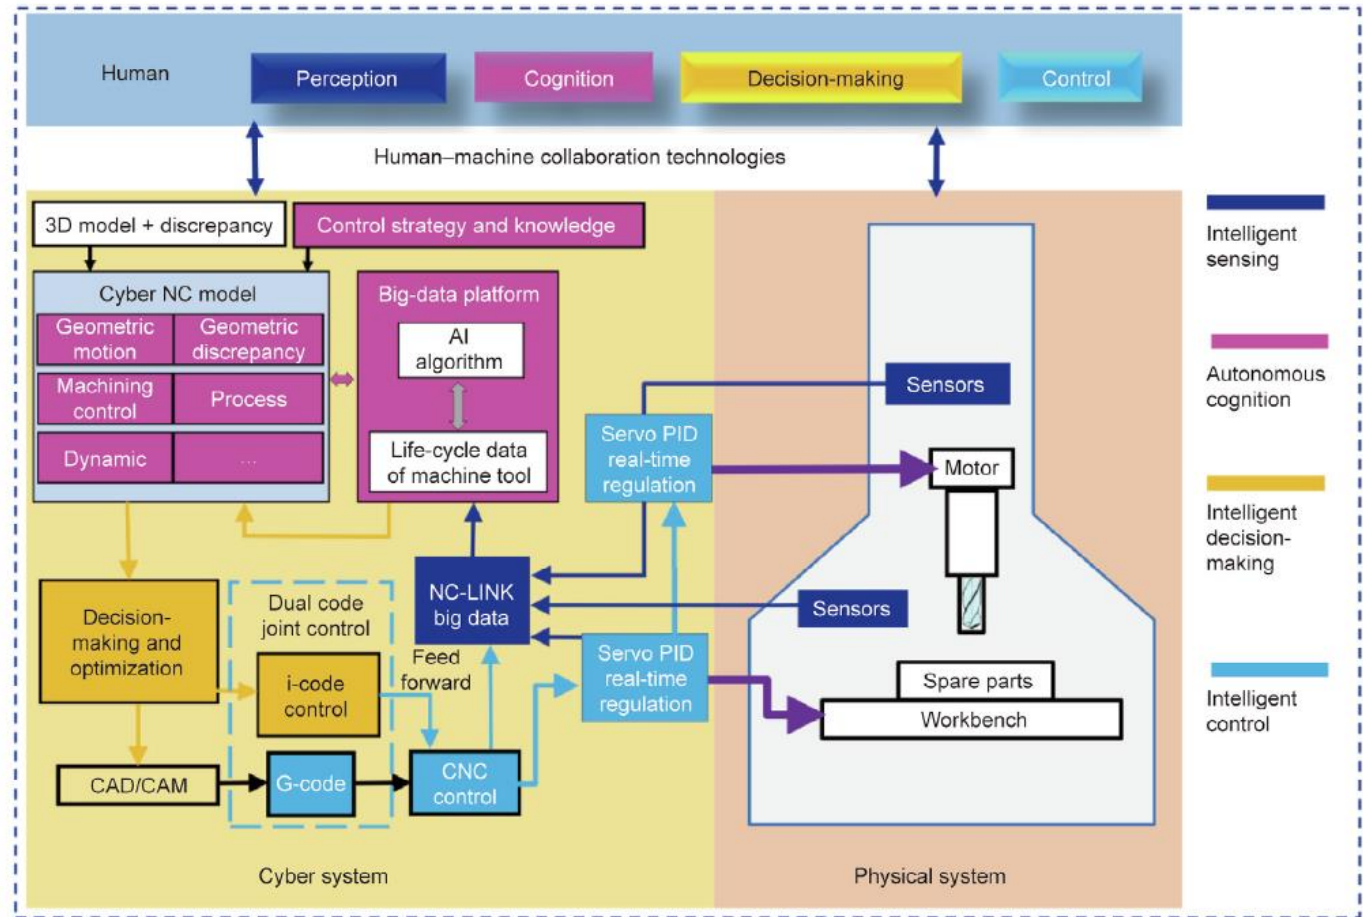 Human
Perception
Cognition
Decision-making
Control
Human–machine collaboration technologies
3D model + discrepancy
Control strategy and knowledge
Cyber NC model
Geometric
motion
Geometric
discrepancy
Machining
control
Process
Dynamic
...
Big-data platform
AI
algorithm
Life-cycle data
of machine tool
Decision-
making and
optimization
Dual code
joint control
i-code
control
CAD/CAM
G-code
CNC
control
NC-LINK
big data
Feed
forward
Servo PID
real-time
regulation
Servo PID
real-time
regulation
Cyber system
Sensors
Motor
Sensors
Spare parts
Workbench
Physical system
Intelligent
sensing
Autonomous
cognition
Intelligent
decision-
making
Intelligent
control